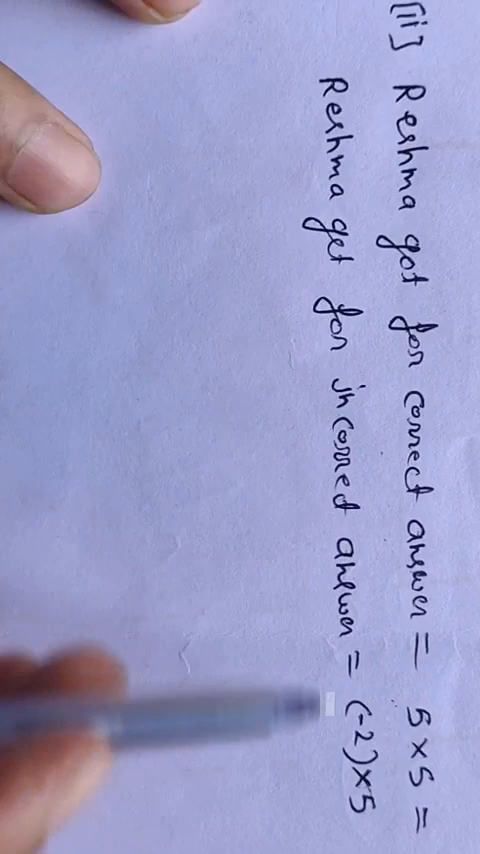 [ii] Reshma got for correct answer = 5×5 =
Reshma get for incorrect answer = (-2)×5